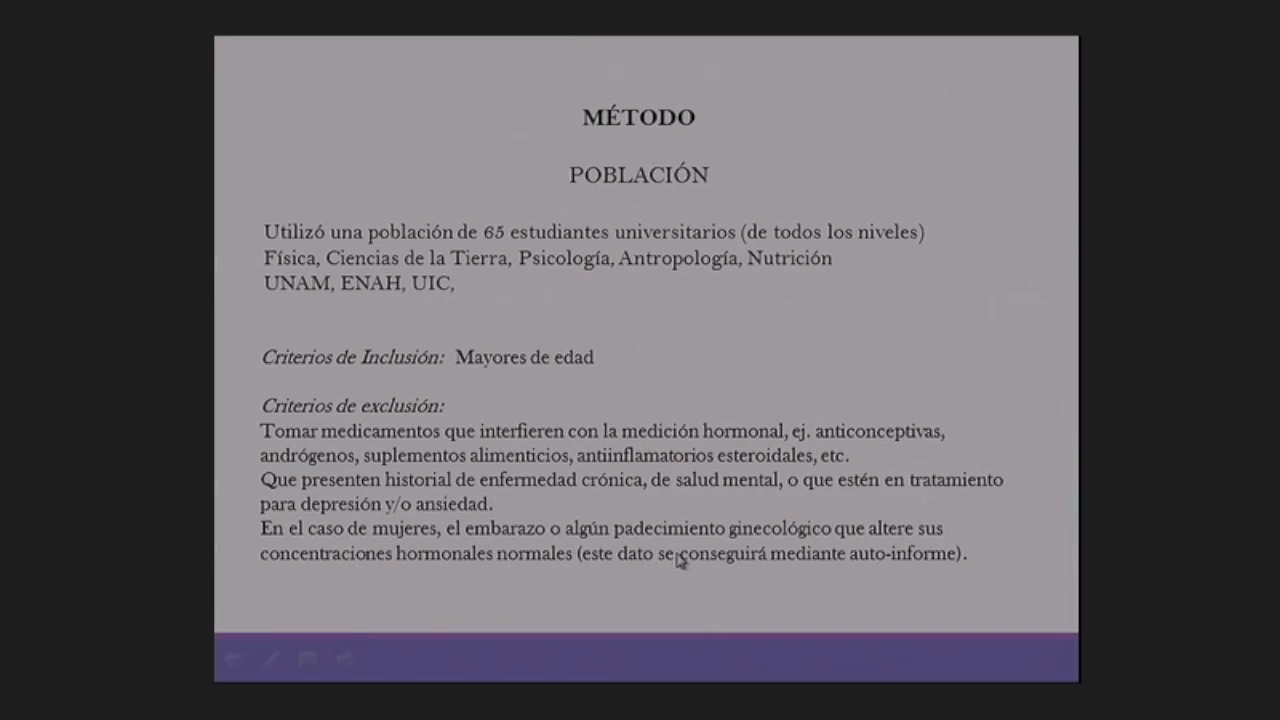 MÉTODO
POBLACIÓN
Utilizó una población de 65 estudiantes universitarios (de todos los niveles)
Física, Ciencias de la Tierra, Psicología, Antropología, Nutrición
UNAM, ENAH, UIC,
Criterios de Inclusión: Mayores de edad
Criterios de exclusión:
Tomar medicamentos que interfieren con la medición hormonal, ej. anticonceptivas,
andrógenos, suplementos alimenticios, antiinflamatorios esteroidales, etc.
Que presenten historial de enfermedad crónica, de salud mental, o que estén en tratamiento
para depresión y/o ansiedad.
En el caso de mujeres, el embarazo o algún padecimiento ginecológico que altere sus
concentraciones hormonales normales (este dato se conseguirá mediante auto-informe).